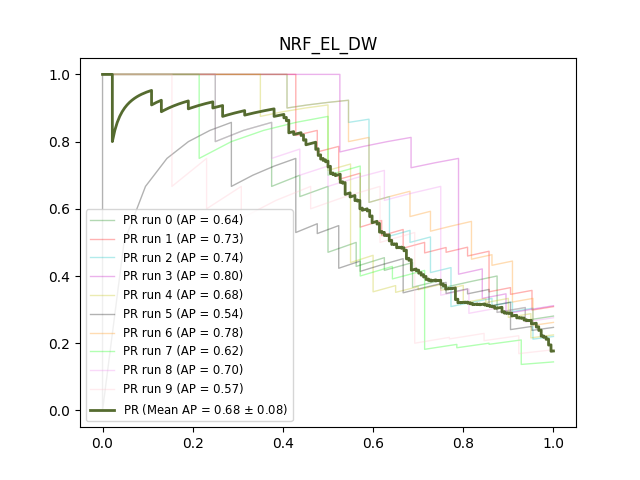 NRF_EL_DW
1.0
0.8
0.6
0.4
0.2
0.0
PR run 0 (AP = 0.64)
PR run 1 (AP = 0.73)
PR run 2 (AP = 0.74)
PR run 3 (AP = 0.80)
PR run 4 (AP = 0.68)
PR run 5 (AP = 0.54)
PR run 6 (AP = 0.78)
PR run 7 (AP = 0.62)
PR run 8 (AP = 0.70)
PR run 9 (AP = 0.57)
PR (Mean AP = 0.68 ± 0.08)
0.0 0.2 0.4 0.6 0.8 1.0